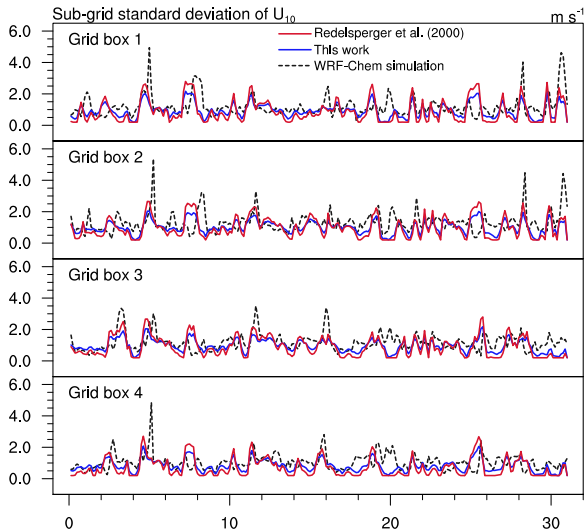 Sub-grid standard deviation of U10 m s-1
Grid box 1
Redelsperger et al. (2000)
This work
WRF-Chem simulation
6.0
4.0
2.0
0.0
Grid box 2
6.0
4.0
2.0
0.0
Grid box 3
6.0
4.0
2.0
0.0
Grid box 4
6.0
4.0
2.0
0.0
0 10 20 30